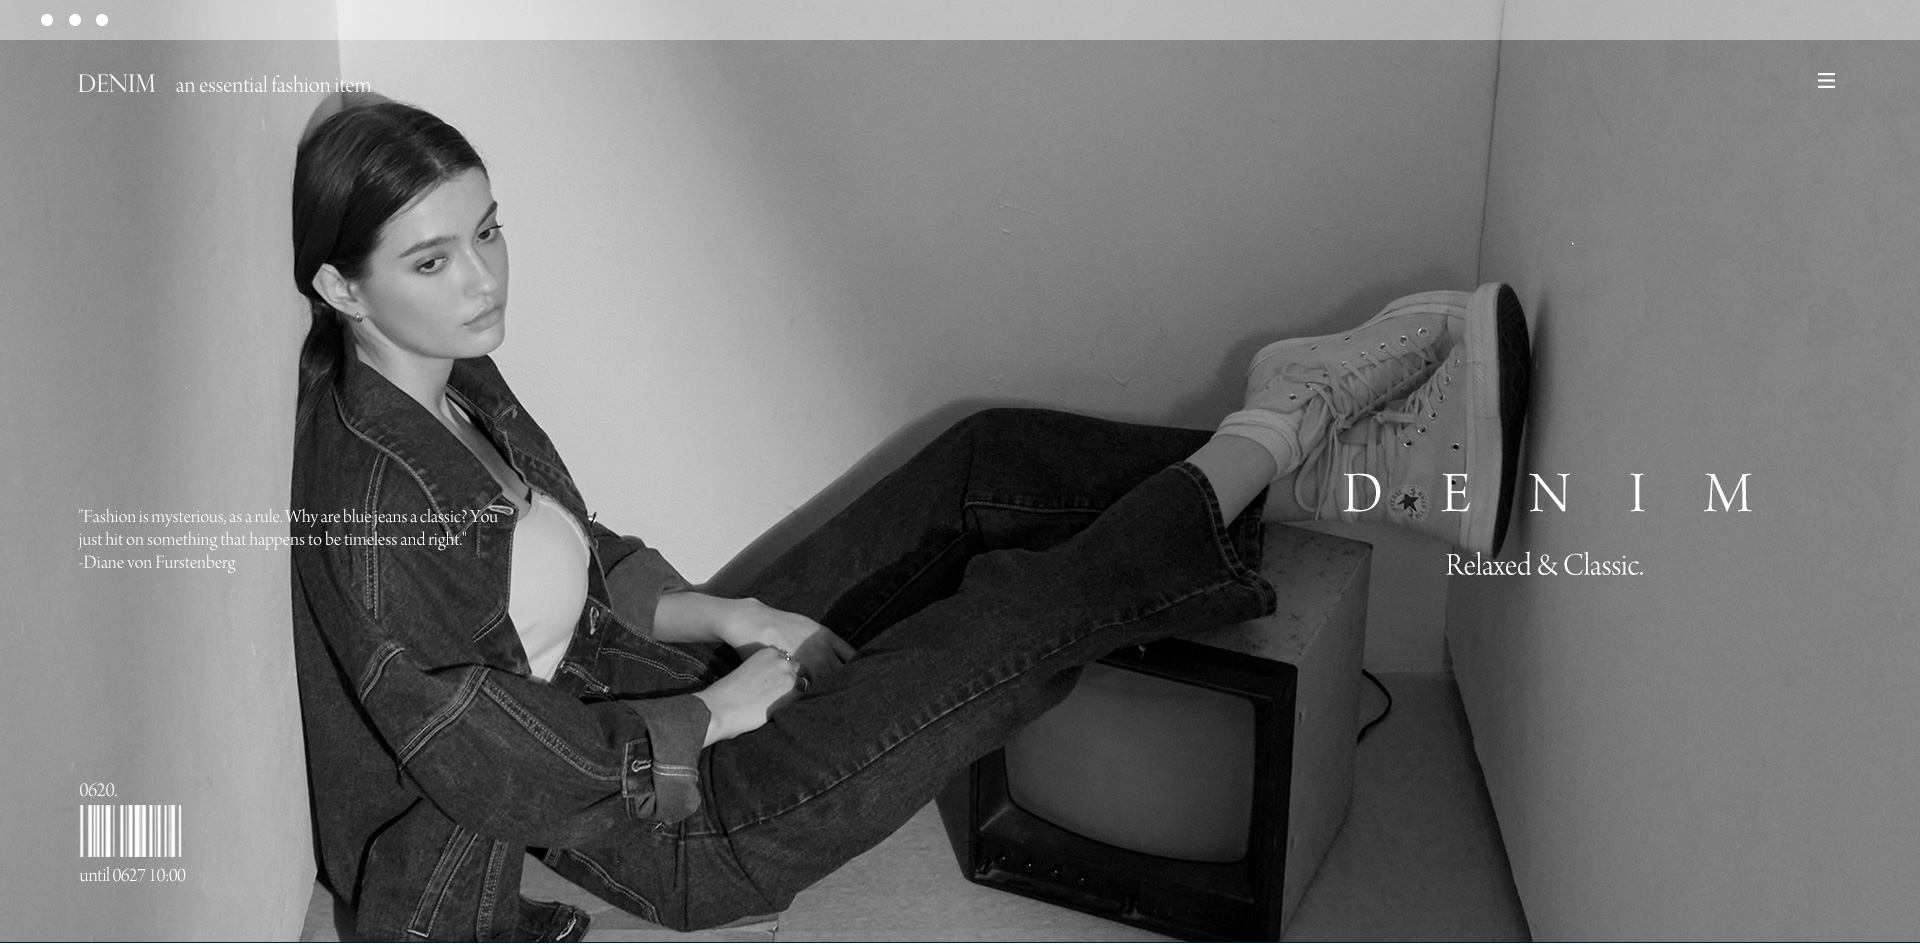 DENIM an essential fashion item
D E N I M
"Fashion is mysterious, as a rule. Why are blue jeans a classic? You
just hit on something that happens to be timeless and right."
-Diane von Furstenberg
Relaxed & Classic.
0620.
until 0627 10:00